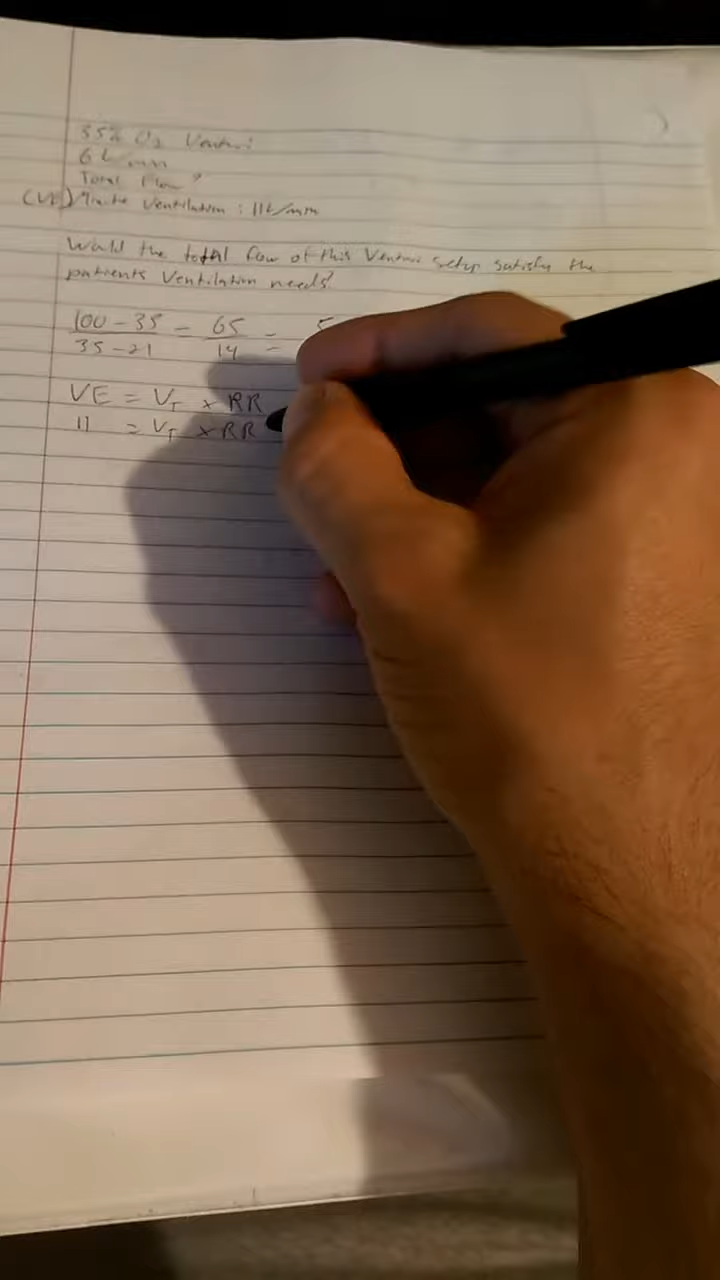 35% O2 Venturi
6 L/min
Total Flow?
(VE) Minute Ventilation : 11L/min
Would the total flow of this Venturi setup satisfy the
patients ventilation needs?
100 - 35 = 65 = 5
35 - 21 14
VE = VT × RR
11 = VT × RR